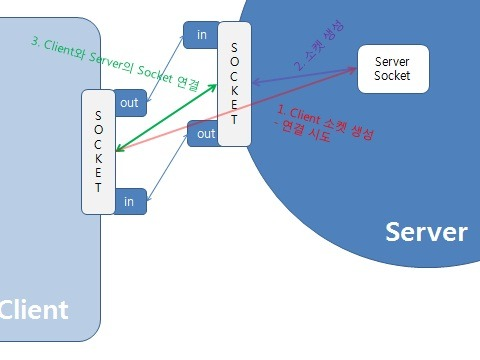 in
SOCKET
2. 소켓 생성
Server
Socket
3. Client와 Server의 Socket 연결
out
SOCKET
out
1. Client 소켓 생성
- 연결 시도
in
Server
Client